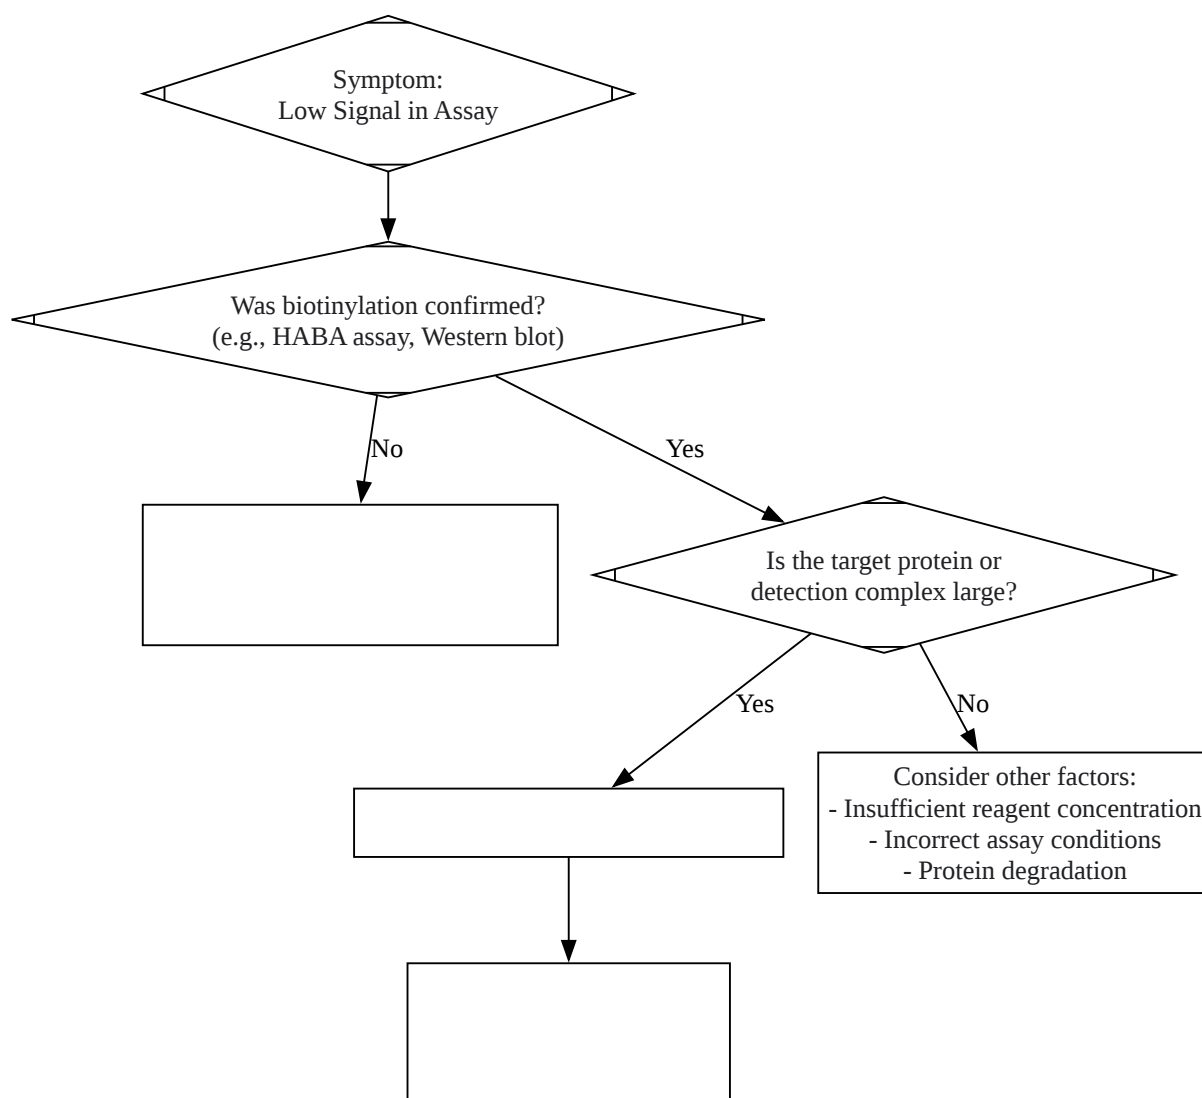 Symptom:
Low Signal in Assay
Was biotinylation confirmed?
(e.g., HABA assay, Western blot)
No
Yes
Is the target protein or
detection complex large?
Yes
No
Consider other factors:
- Insufficient reagent concentration
- Incorrect assay conditions
- Protein degradation